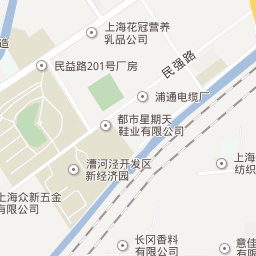 上海花冠营养
乳品公司
造
民益路201号厂房
民强路
浦通电缆厂
都市星期天
鞋业有限公司
漕河泾开发区
新经济园
上海
纺织
上海众新五金
有限公司
长冈香料
有限公司
意佳
有限